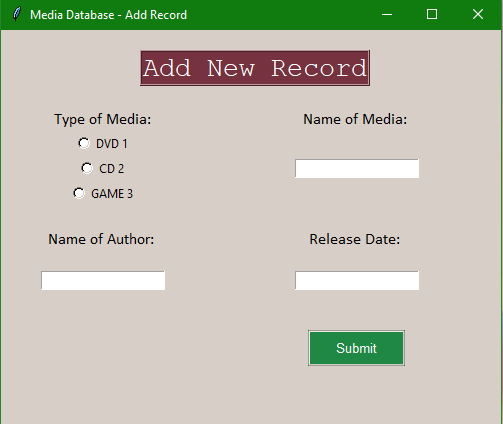 Media Database - Add Record
Add New Record
Type of Media:
DVD 1
CD 2
GAME 3
Name of Media:
Name of Author:
Release Date:
Submit